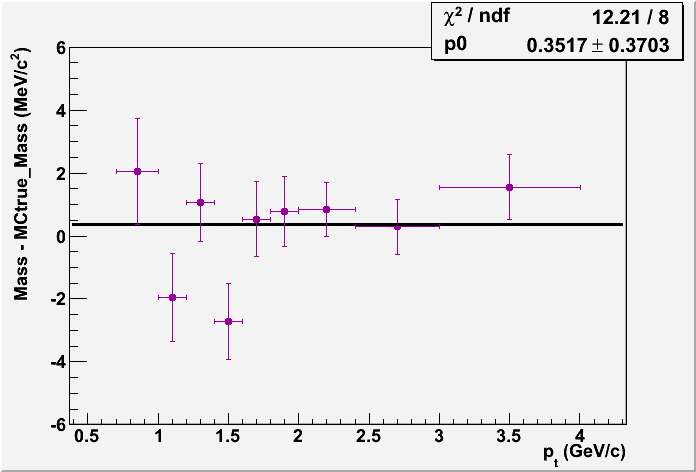 χ² / ndf 12.21 / 8
p0 0.3517 ± 0.3703
Mass - MCtrue_Mass (MeV/c²)
6
4
2
0
-2
-4
-6
0.5 1 1.5 2 2.5 3 3.5 4
pₜ (GeV/c)